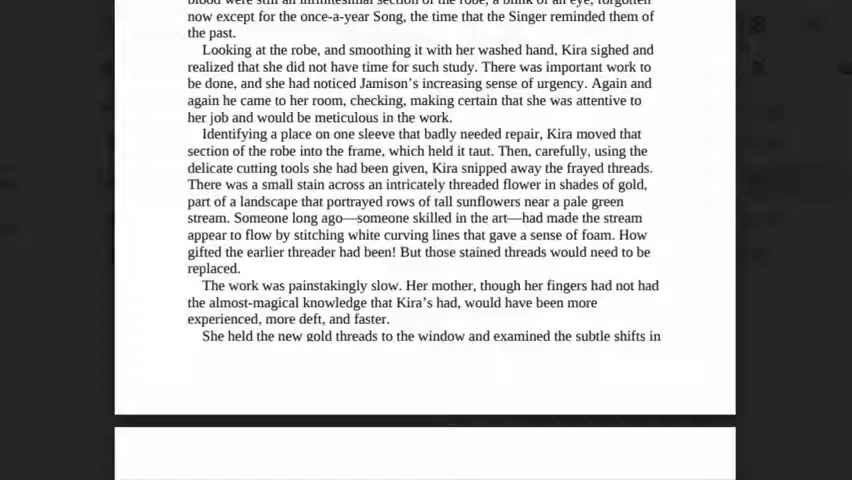 blood were still an infinitesimal section of the robe, a blink of an eye, forgotten
now except for the once-a-year Song, the time that the Singer reminded them of
the past.
Looking at the robe, and smoothing it with her washed hand, Kira sighed and
realized that she did not have time for such study. There was important work to
be done, and she had noticed Jamison’s increasing sense of urgency. Again and
again he came to her room, checking, making certain that she was attentive to
her job and would be meticulous in the work.
Identifying a place on one sleeve that badly needed repair, Kira moved that
section of the robe into the frame, which held it taut. Then, carefully, using the
delicate cutting tools she had been given, Kira snipped away the frayed threads.
There was a small stain across an intricately threaded flower in shades of gold,
part of a landscape that portrayed rows of tall sunflowers near a pale green
stream. Someone long ago—someone skilled in the art—had made the stream
appear to flow by stitching white curving lines that gave a sense of foam. How
gifted the earlier threader had been! But those stained threads would need to be
replaced.
The work was painstakingly slow. Her mother, though her fingers had not had
the almost-magical knowledge that Kira’s had, would have been more
experienced, more deft, and faster.
She held the new gold threads to the window and examined the subtle shifts in